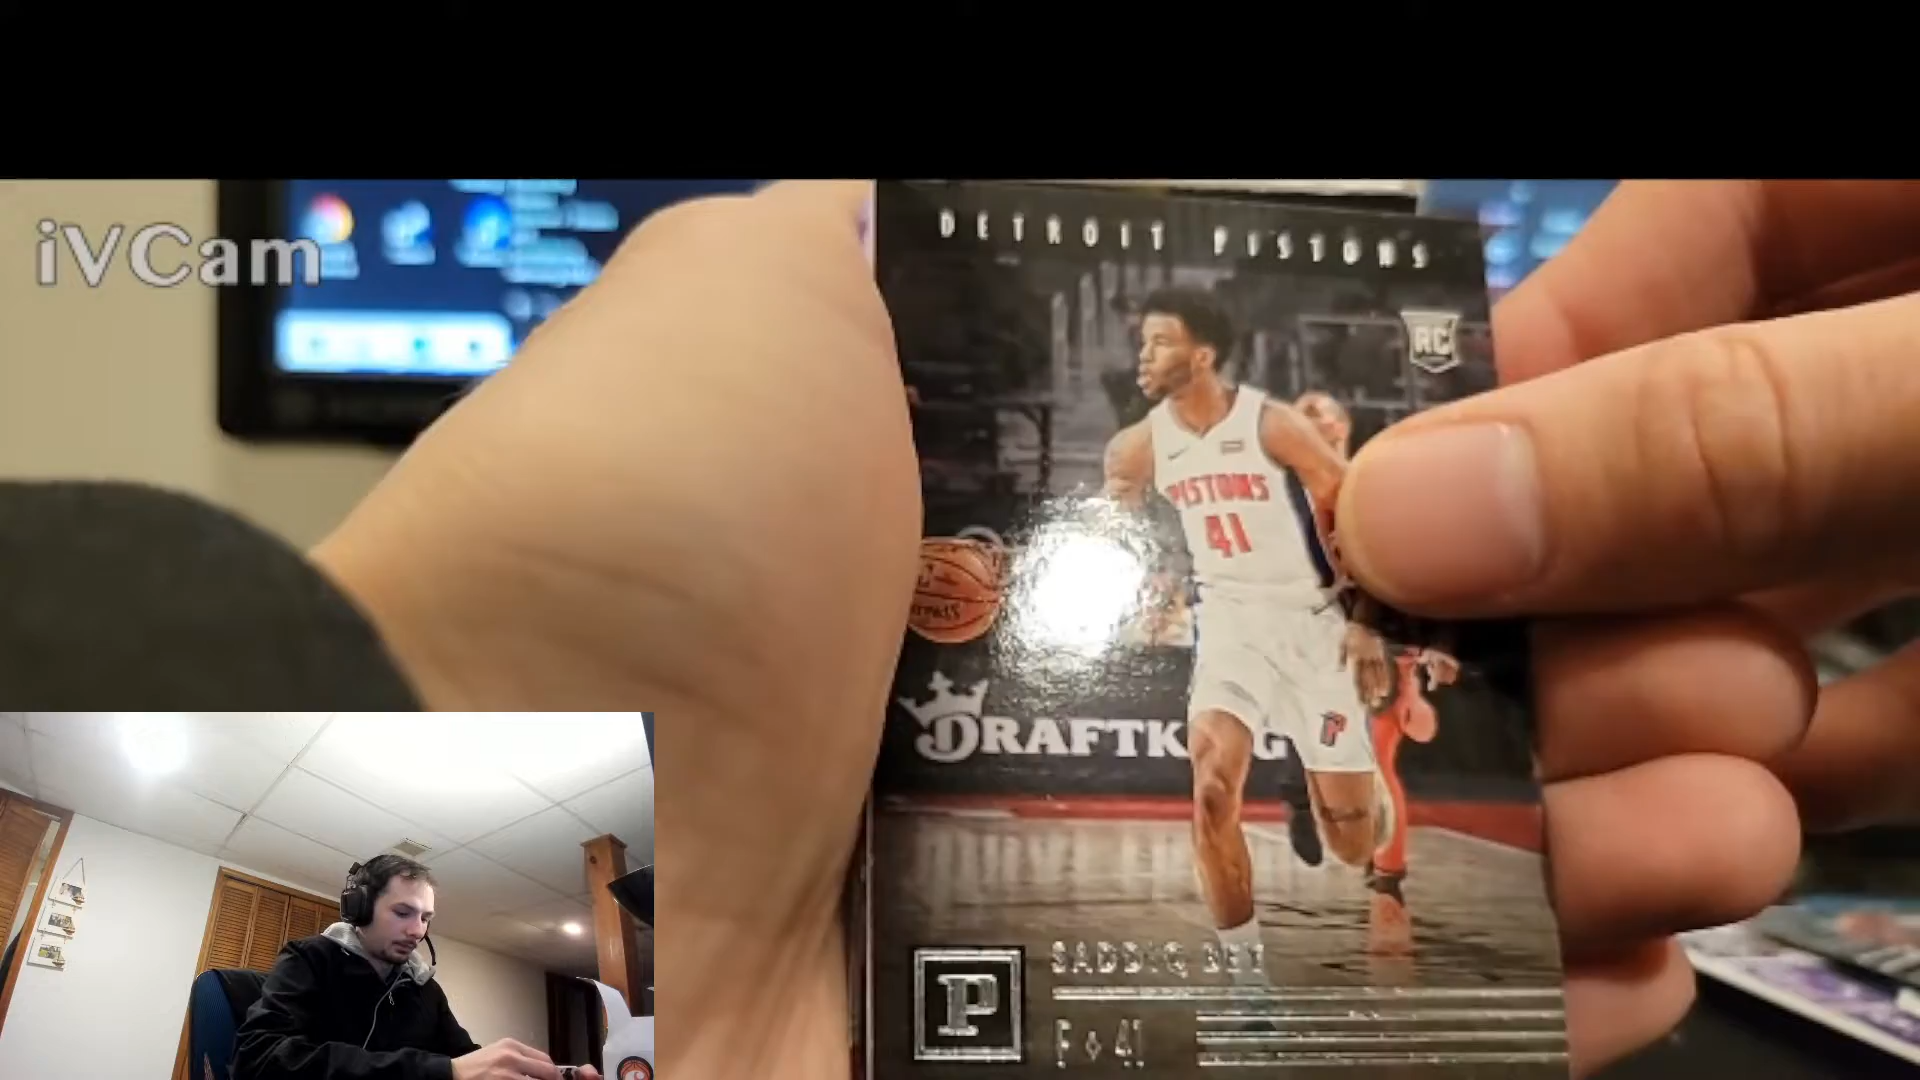 iVCam
DETROIT PISTONS
RC
PISTONS
41
DRAFTK G
SADDIQ BEY
P
F 41